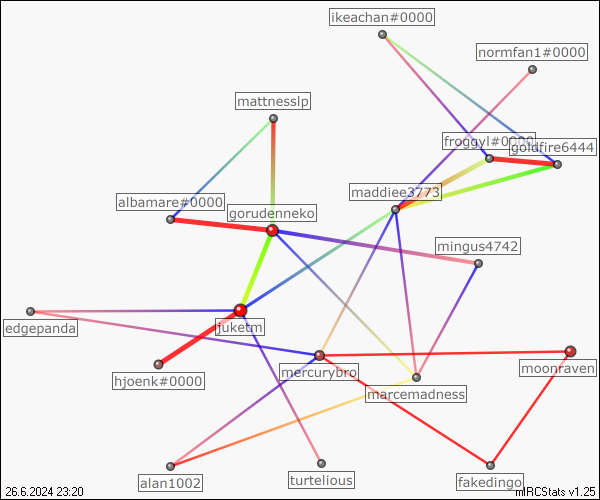 ikeachan#0000
normfan1#0000
mattnesslp
froggyl#0000
goldfire6444
maddiee3773
albamare#0000
gorudenneko
mingus4742
edgepanda
juketm
mercurybro
moonraven
hjoenk#0000
marcemadness
alan1002
turtelious
fakedingo
26.6.2024 23:20
mIRCStats v1.25